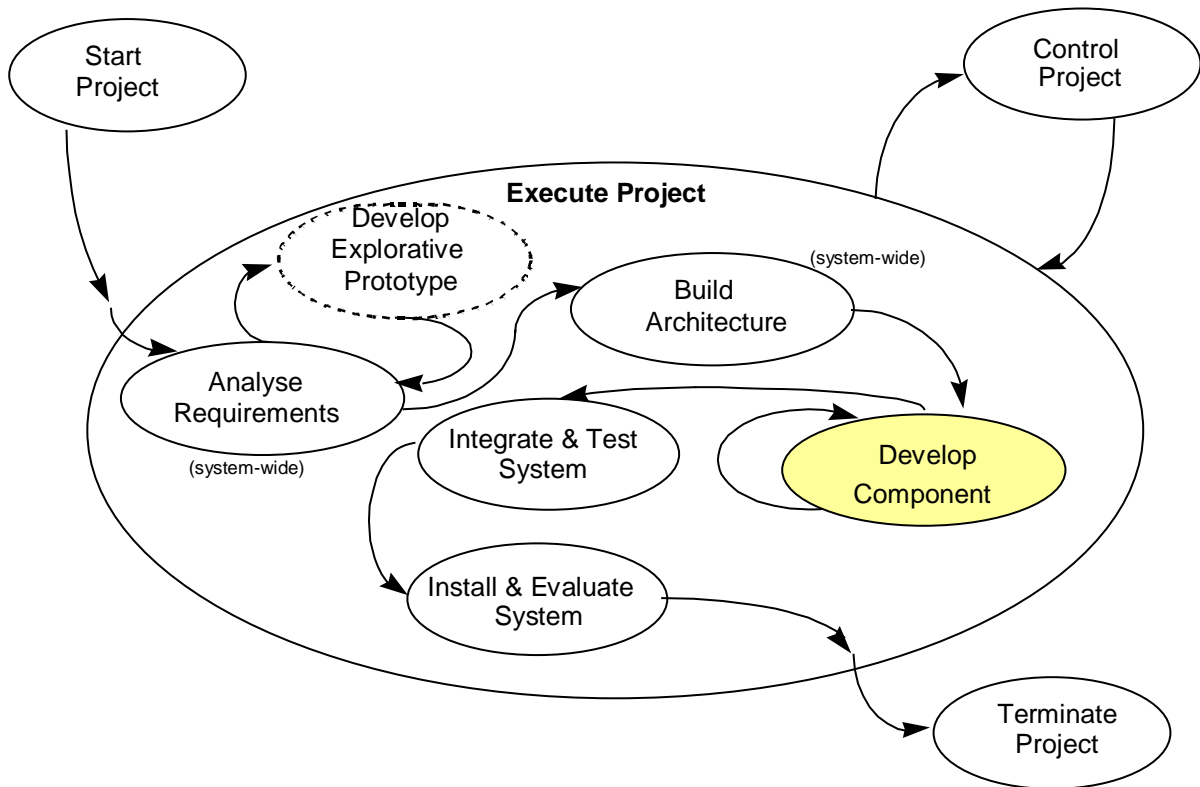 Start
Project
Control
Project
Execute Project
Develop
Explorative
Prototype
(system-wide)
Build
Architecture
Analyse
Requirements
(system-wide)
Integrate & Test
System
Develop
Component
Install & Evaluate
System
Terminate
Project